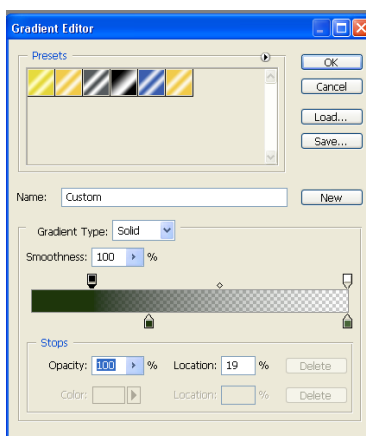 Gradient Editor
Presets
OK
Cancel
Load...
Save...
Name: Custom
New
Gradient Type: Solid
Smoothness: 100 %
Stops
Opacity: 100 % Location: 19 % Delete
Color: Location: % Delete